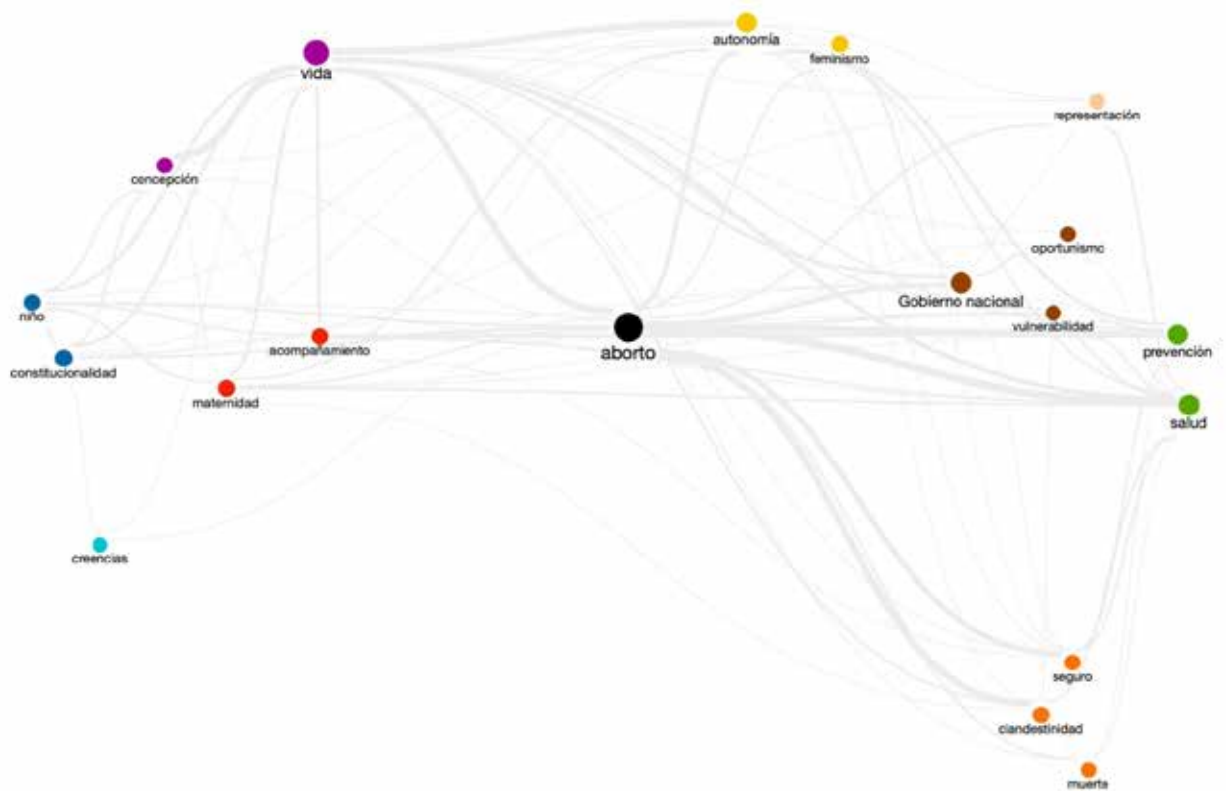 autonomía
feminismo
vida
representación
cencepción
oportunismo
Gobierno nacional
niño
vulnerabilidad
aborto
acompañamiento
prevención
constitucionalidad
maternidad
salud
creencias
seguro
clandestinidad
muerte